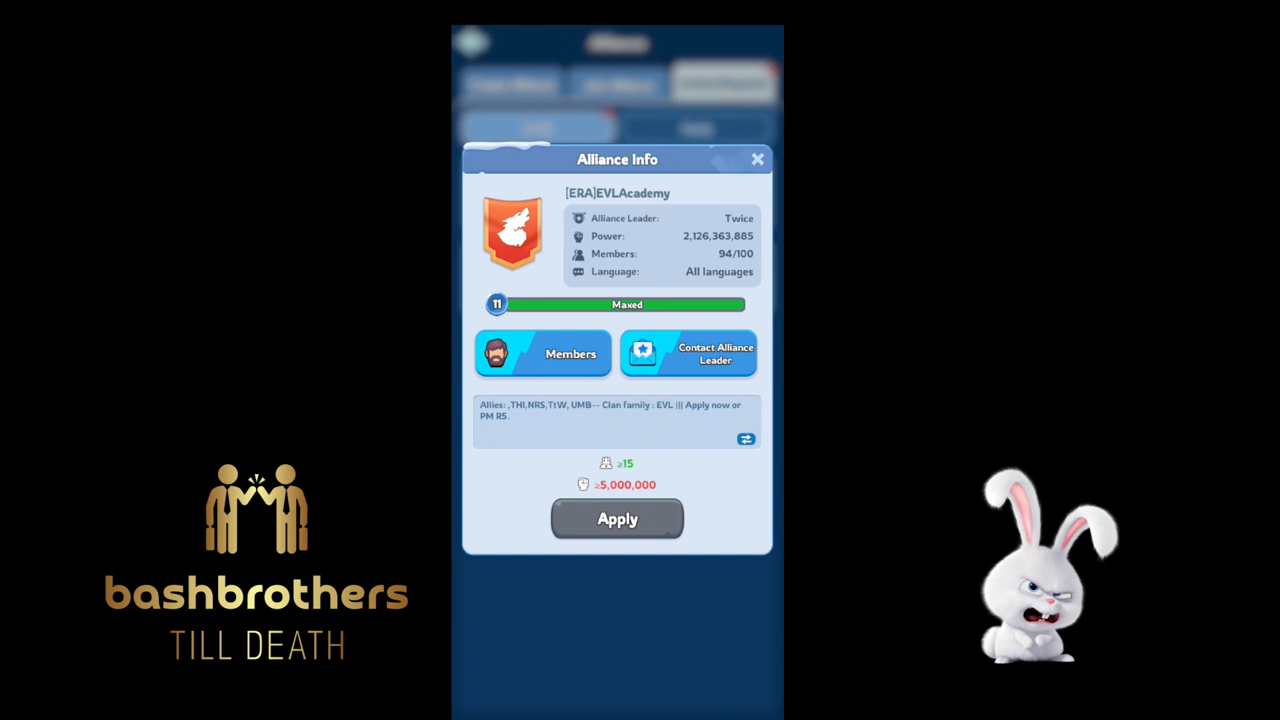 Alliance Info
[ERA]EVLAcademy
Alliance Leader: Twice
Power: 2,126,363,885
Members: 94/100
Language: All languages
11 Maxed
Members
Contact Alliance
Leader
Allies: ,THI,NRS,TtW, UMB-- Clan family : EVL ||| Apply now or
PM R5.
≥15
≥5,000,000
Apply
bashbrothers
TILL DEATH